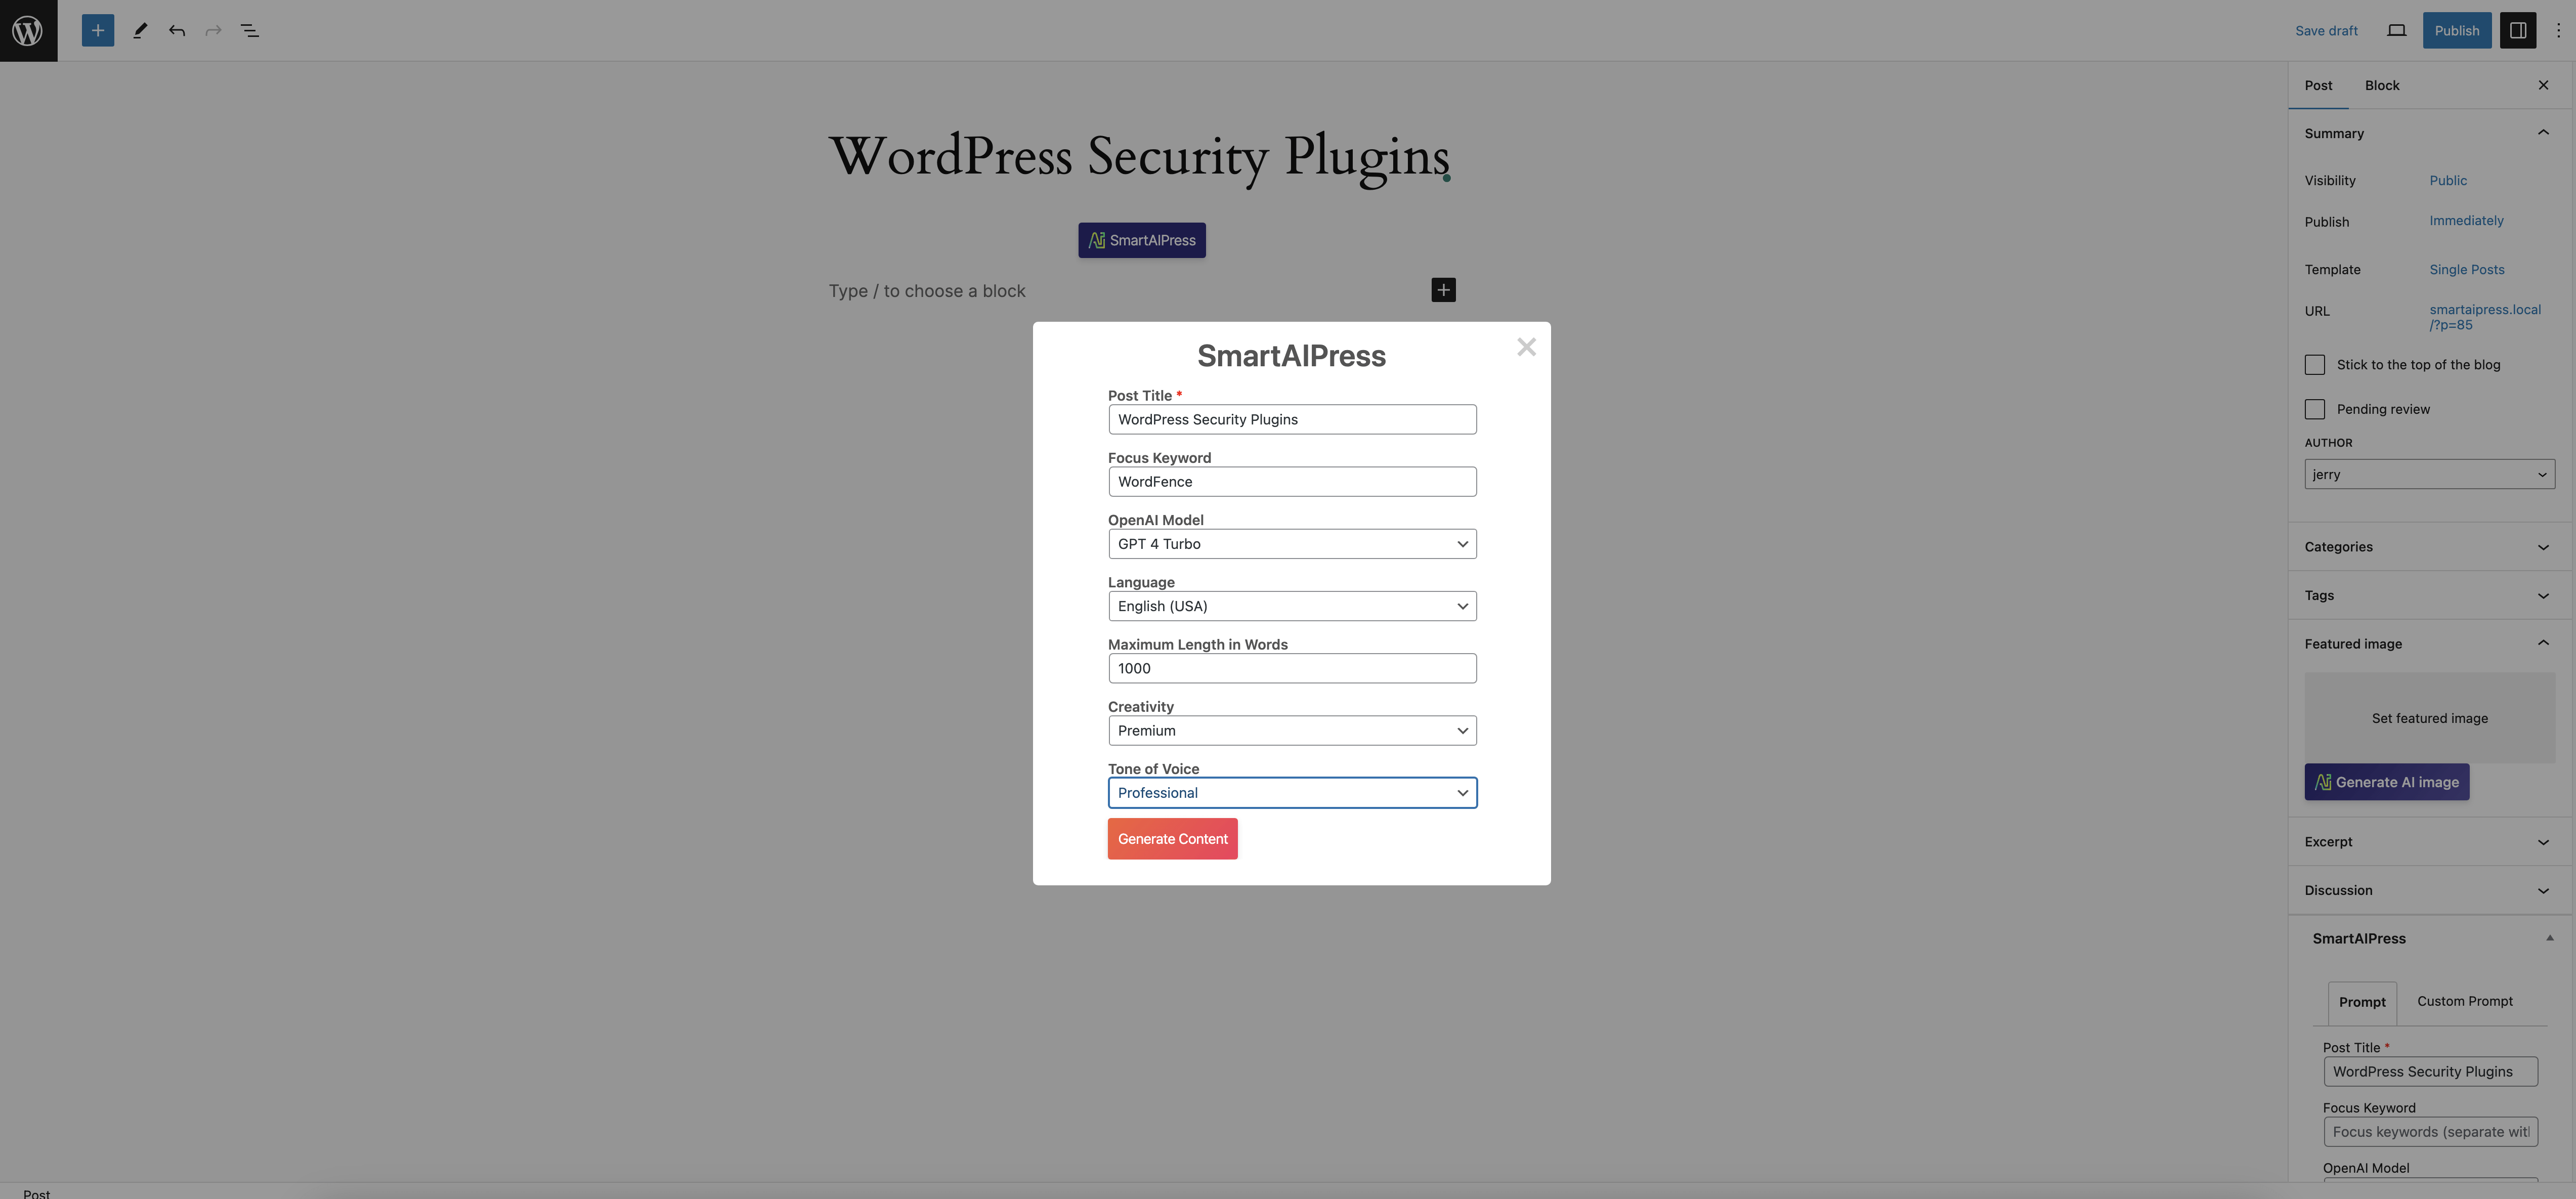 Save draft
Publish
WordPress Security Plugins
SmartAIPress
Type / to choose a block
SmartAIPress
Post Title *
WordPress Security Plugins
Focus Keyword
WordFence
OpenAI Model
GPT 4 Turbo
Language
English (USA)
Maximum Length in Words
1000
Creativity
Premium
Tone of Voice
Professional
Generate Content
Post Block
Summary
Visibility Public
Publish Immediately
Template Single Posts
URL smartaipress.local
/?p=85
Stick to the top of the blog
Pending review
AUTHOR
jerry
Categories
Tags
Featured image
Set featured image
Generate AI image
Excerpt
Discussion
SmartAIPress
Prompt Custom Prompt
Post Title *
WordPress Security Plugins
Focus Keyword
Focus keywords (separate wit
OpenAI Model
Post